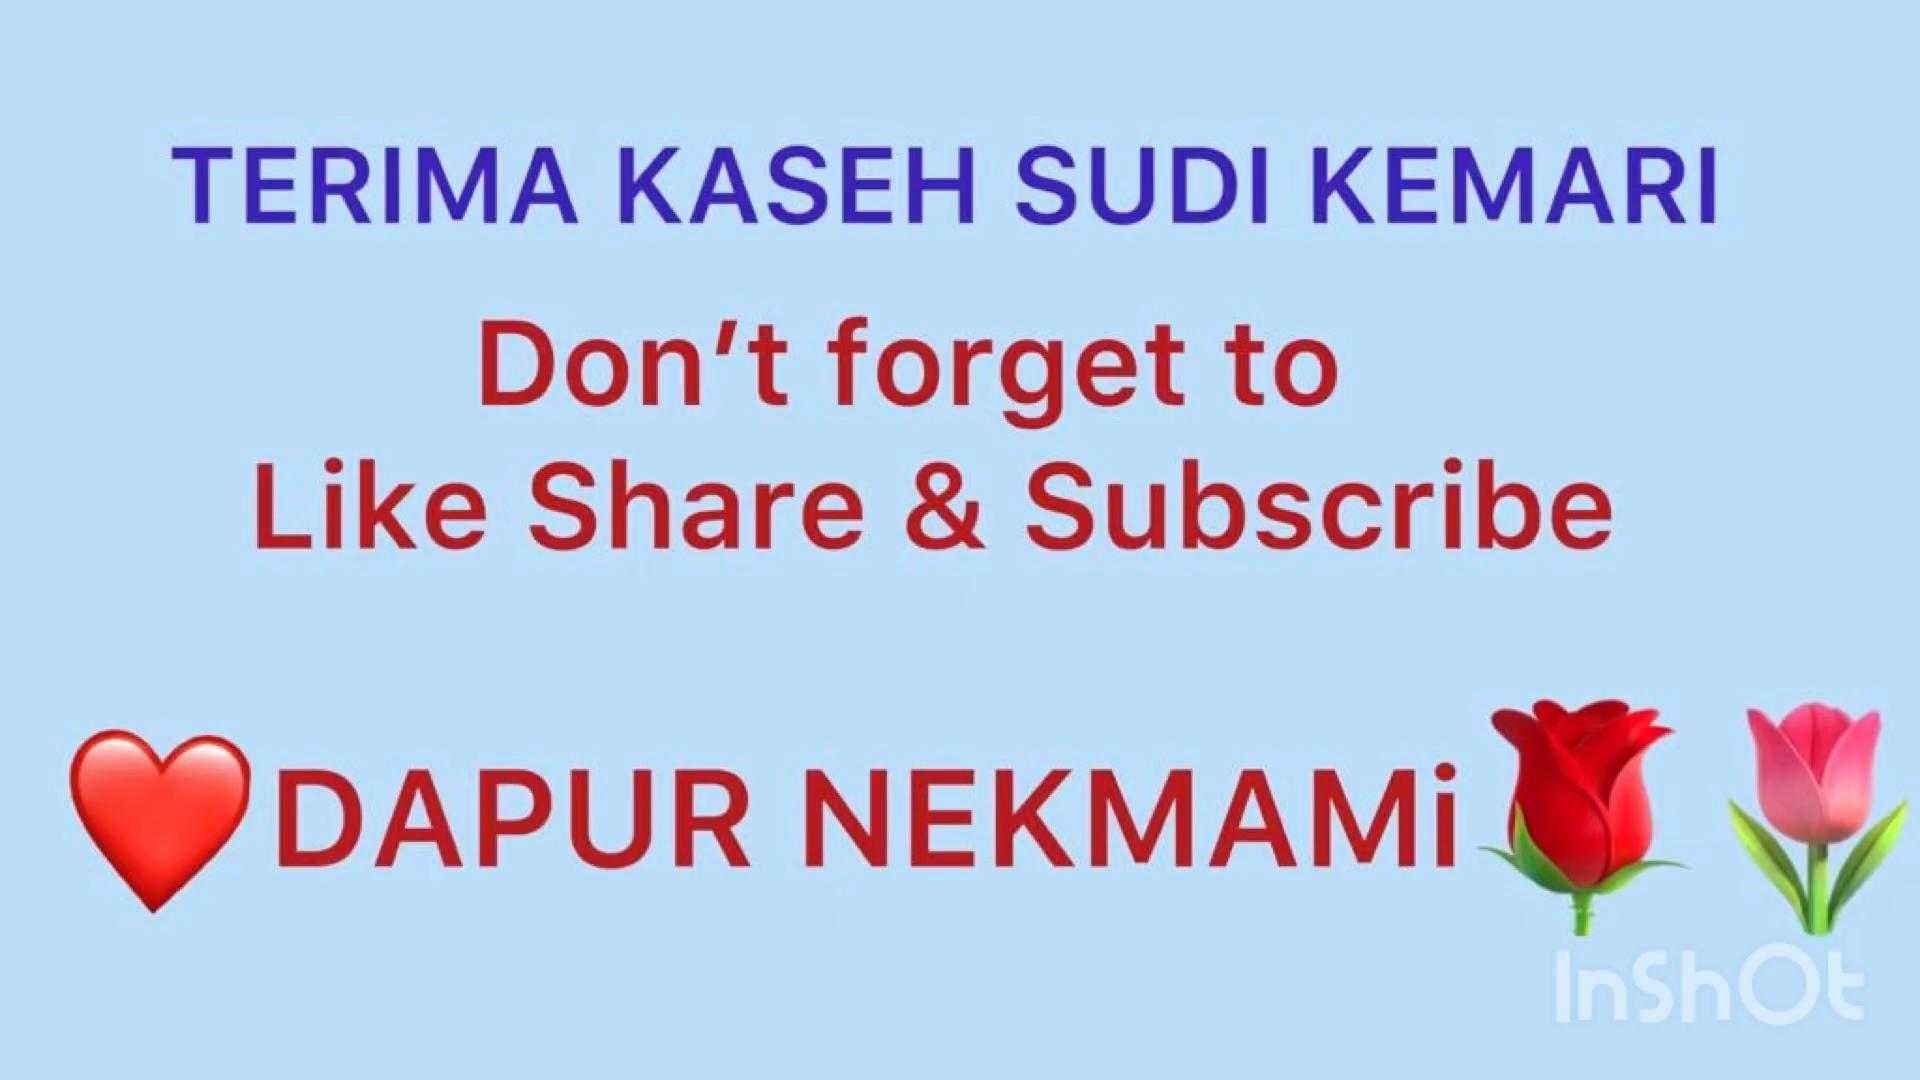 TERIMA KASEH SUDI KEMARI
Don't forget to
Like Share & Subscribe
❤️DAPUR NEKMAMi🌹🌷
InShOt